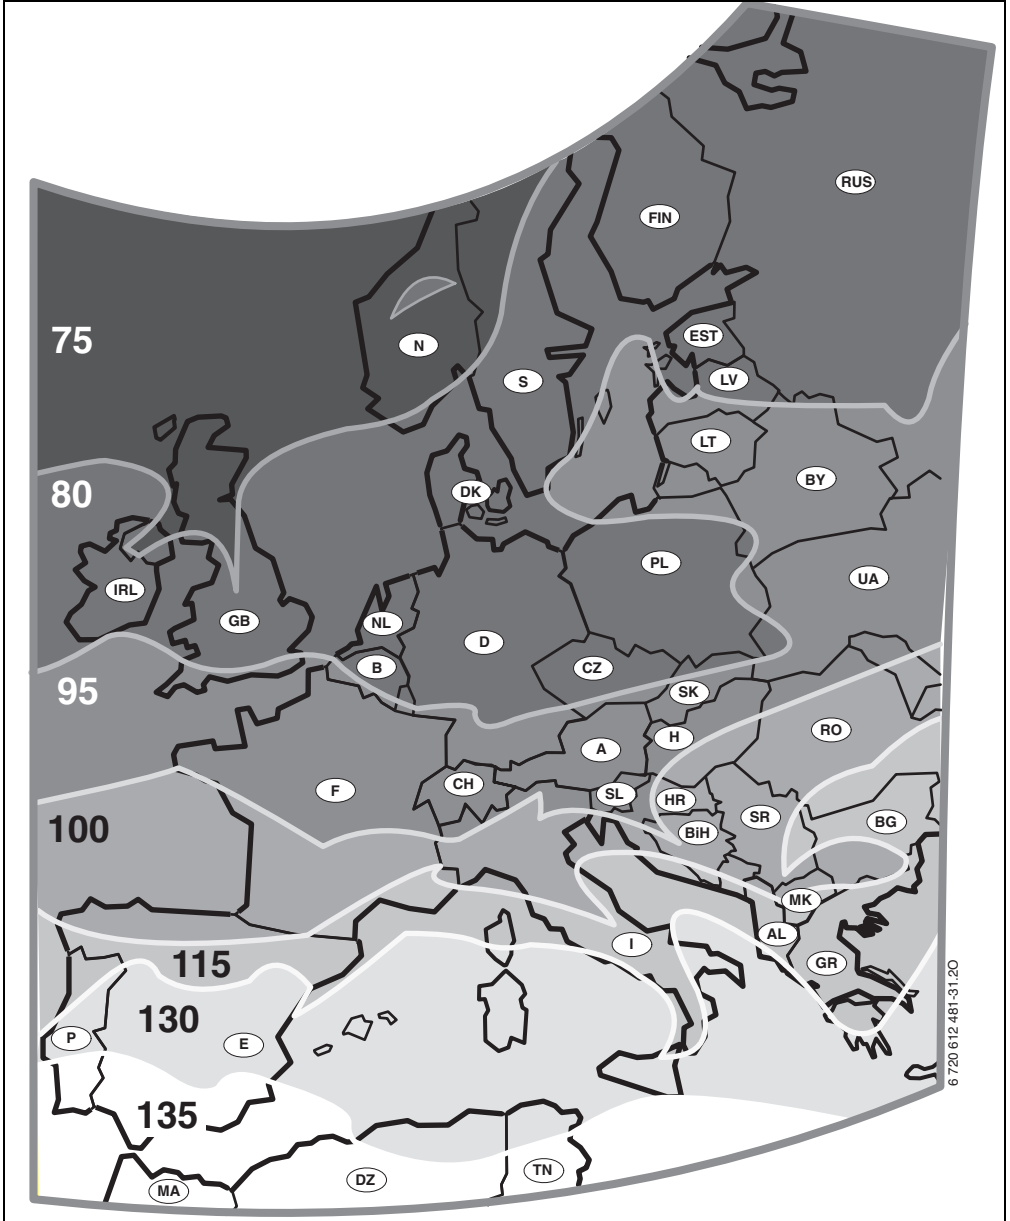 RUS
FIN
75
N
EST
S
LV
LT
80
DK
BY
PL
UA
IRL
GB
NL
D
B
CZ
95
SK
RO
H
A
CH
F
SL
HR
SR
100
BiH
BG
MK
AL
I
115
GR
130
P
E
135
TN
DZ
MA
6 720 612 481-31.2O